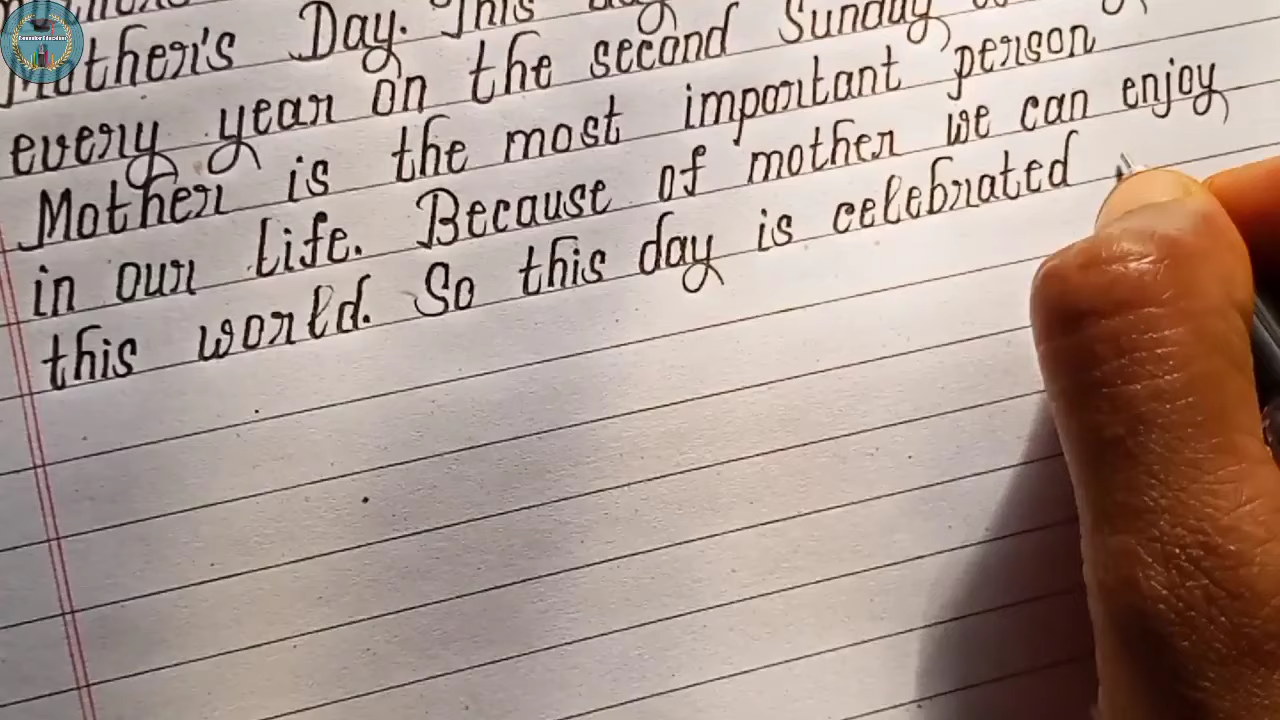 Mother's Day. This
every year on the second Sunday
Mother is the most important person
in our life. Because of mother we can enjoy
this world. So this day is celebrated